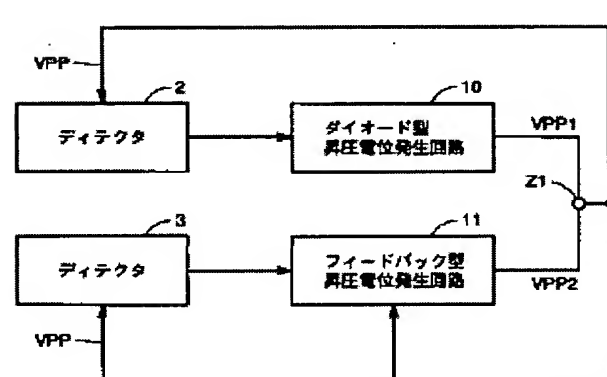 VPP
2
10
ディテクタ
ダイオード型
昇圧電位発生回路
VPP1
Z1
3
11
ディテクタ
フィードバック型
昇圧電位発生回路
VPP2
VPP